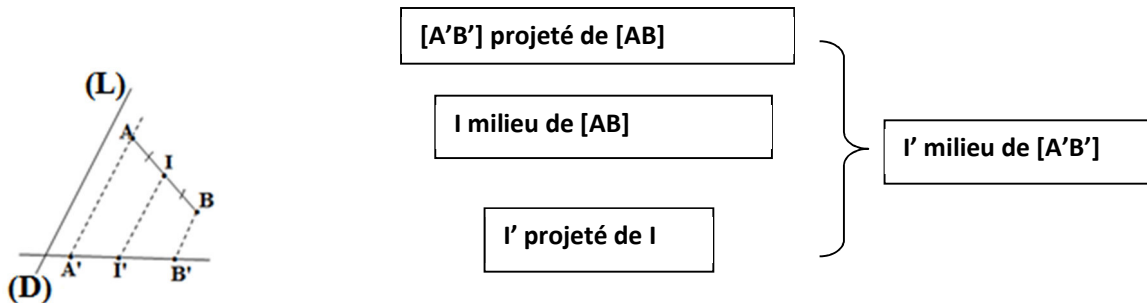 [A’B’] projeté de [AB]
(L)
A
I milieu de [AB]
I
I’ milieu de [A’B’]
B
I’ projeté de I
A'
I'
B'
(D)